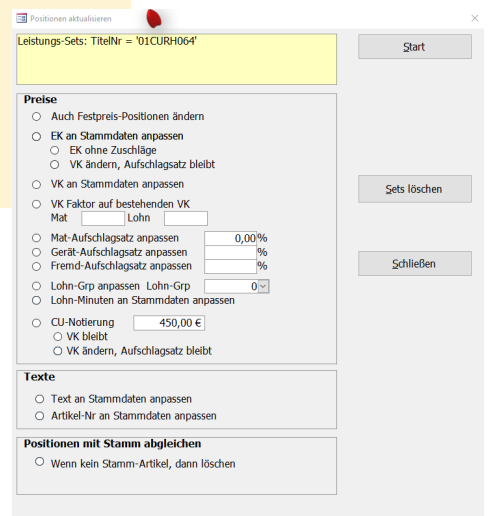 Positionen aktualisieren
Leistungs-Sets: TitelNr = '01CURH064'
Start
Preise
Auch Festpreis-Positionen ändern
EK an Stammdaten anpassen
EK ohne Zuschläge
VK ändern, Aufschlagsatz bleibt
VK an Stammdaten anpassen
Sets löschen
VK Faktor auf bestehenden VK
Mat Lohn
Mat-Aufschlagsatz anpassen 0,00%
Gerät-Aufschlagsatz anpassen %
Fremd-Aufschlagsatz anpassen %
Schließen
Lohn-Grp anpassen Lohn-Grp 0
Lohn-Minuten an Stammdaten anpassen
CU-Notierung 450,00 €
VK bleibt
VK ändern, Aufschlagsatz bleibt
Texte
Text an Stammdaten anpassen
Artikel-Nr an Stammdaten anpassen
Positionen mit Stamm abgleichen
Wenn kein Stamm-Artikel, dann löschen